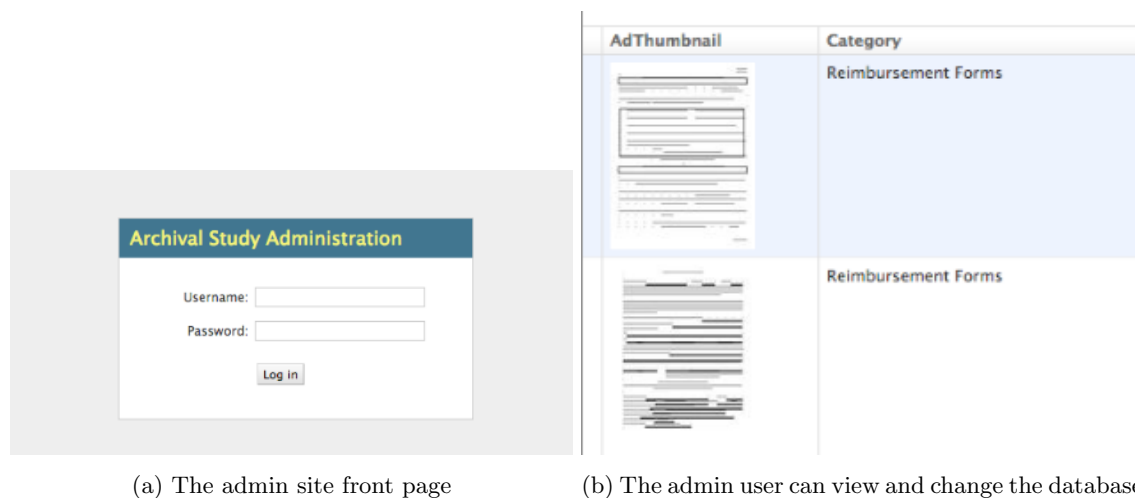 Archival Study Administration
Username:
Password:
Log in
(a) The admin site front page
AdThumbnail Category
Reimbursement Forms
Reimbursement Forms
(b) The admin user can view and change the database